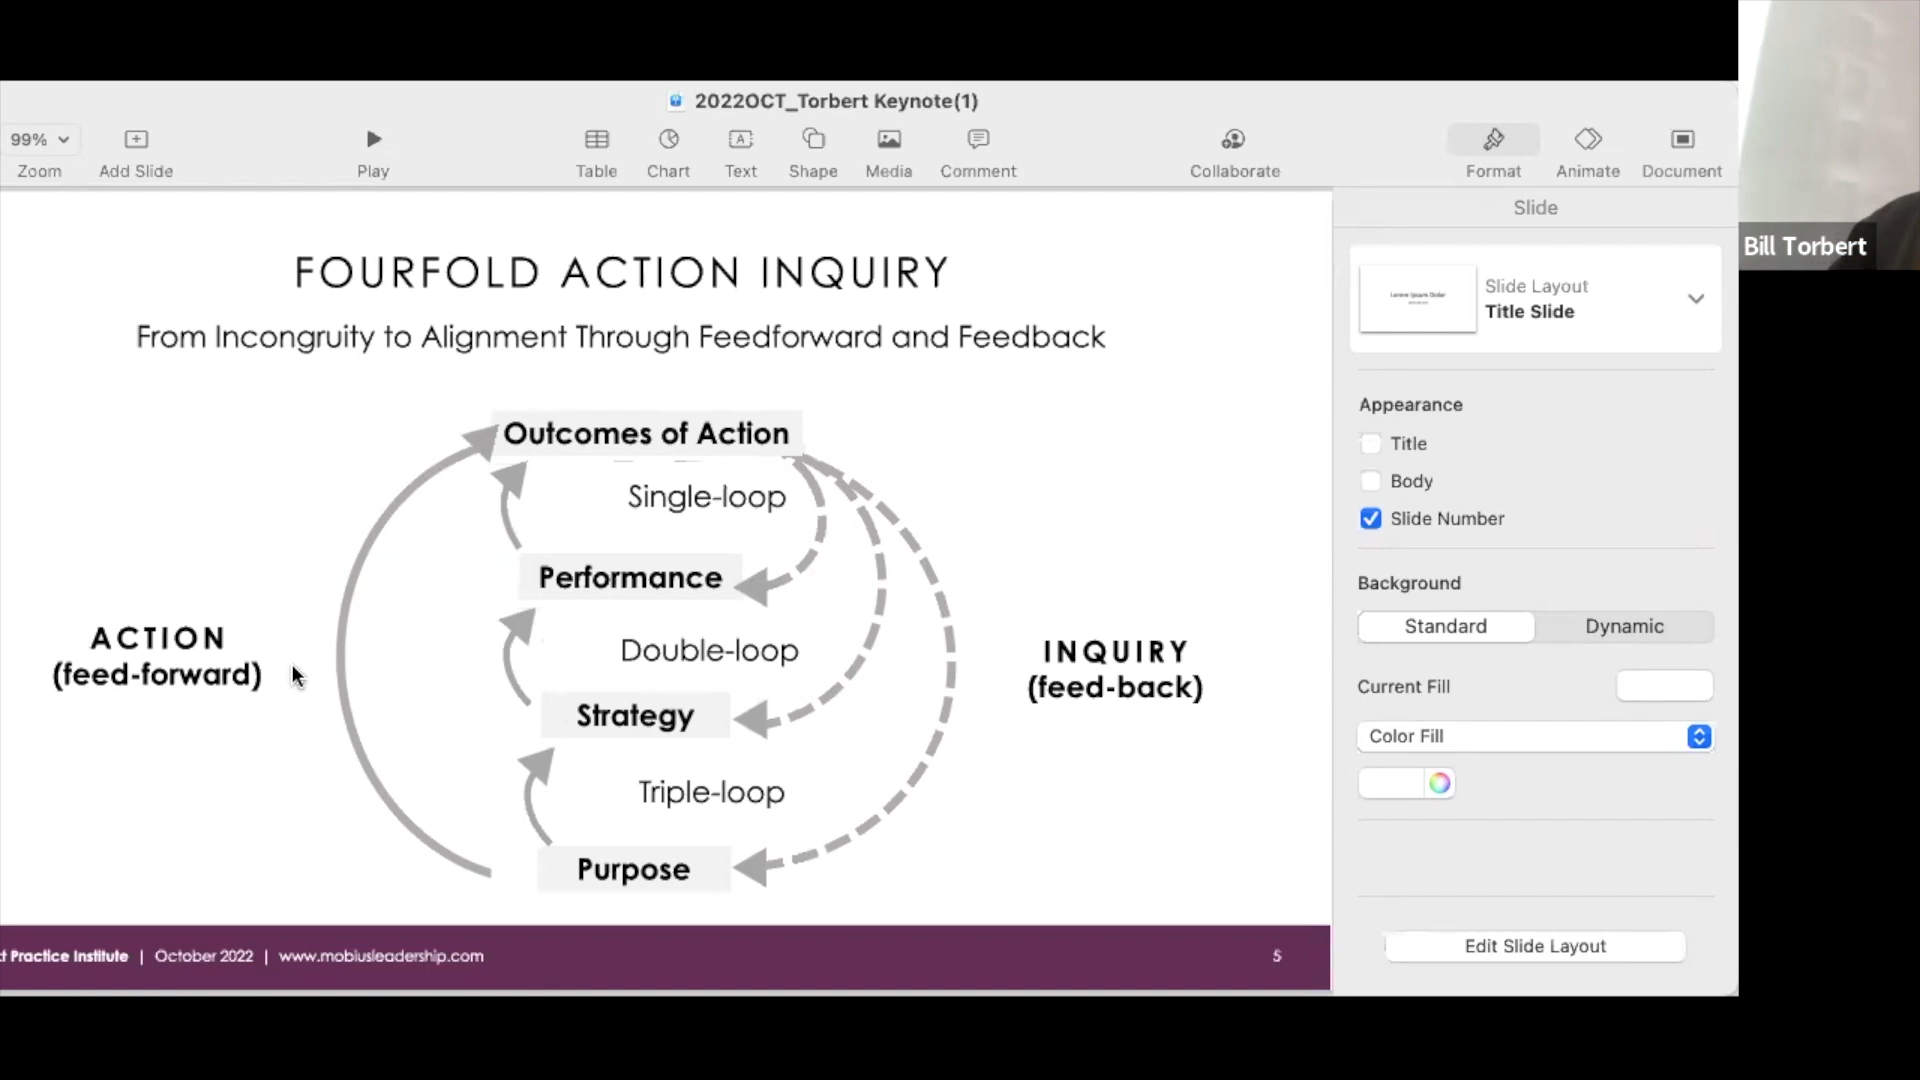 2022OCT_Torbert Keynote(1)
99%
Zoom
Add Slide
Play
Table
Chart
Text
Shape
Media
Comment
Collaborate
Format
Animate
Document
FOURFOLD ACTION INQUIRY
From Incongruity to Alignment Through Feedforward and Feedback
Outcomes of Action
Single-loop
Performance
Double-loop
Strategy
Triple-loop
Purpose
ACTION
(feed-forward)
INQUIRY
(feed-back)
Practice Institute | October 2022 | www.mobiusleadership.com
5
Slide
Lorem Ipsum Dolor
Slide Layout
Title Slide
Appearance
Title
Body
Slide Number
Background
Standard
Dynamic
Current Fill
Color Fill
Edit Slide Layout
Bill Torbert